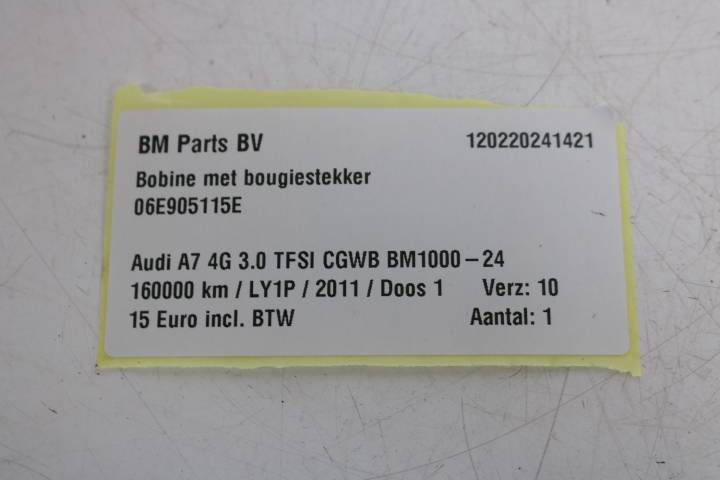 BM Parts BV 120220241421
Bobine met bougiestekker
06E905115E
Audi A7 4G 3.0 TFSI CGWB BM1000-24
160000 km / LY1P / 2011 / Doos 1 Verz: 10
15 Euro incl. BTW Aantal: 1